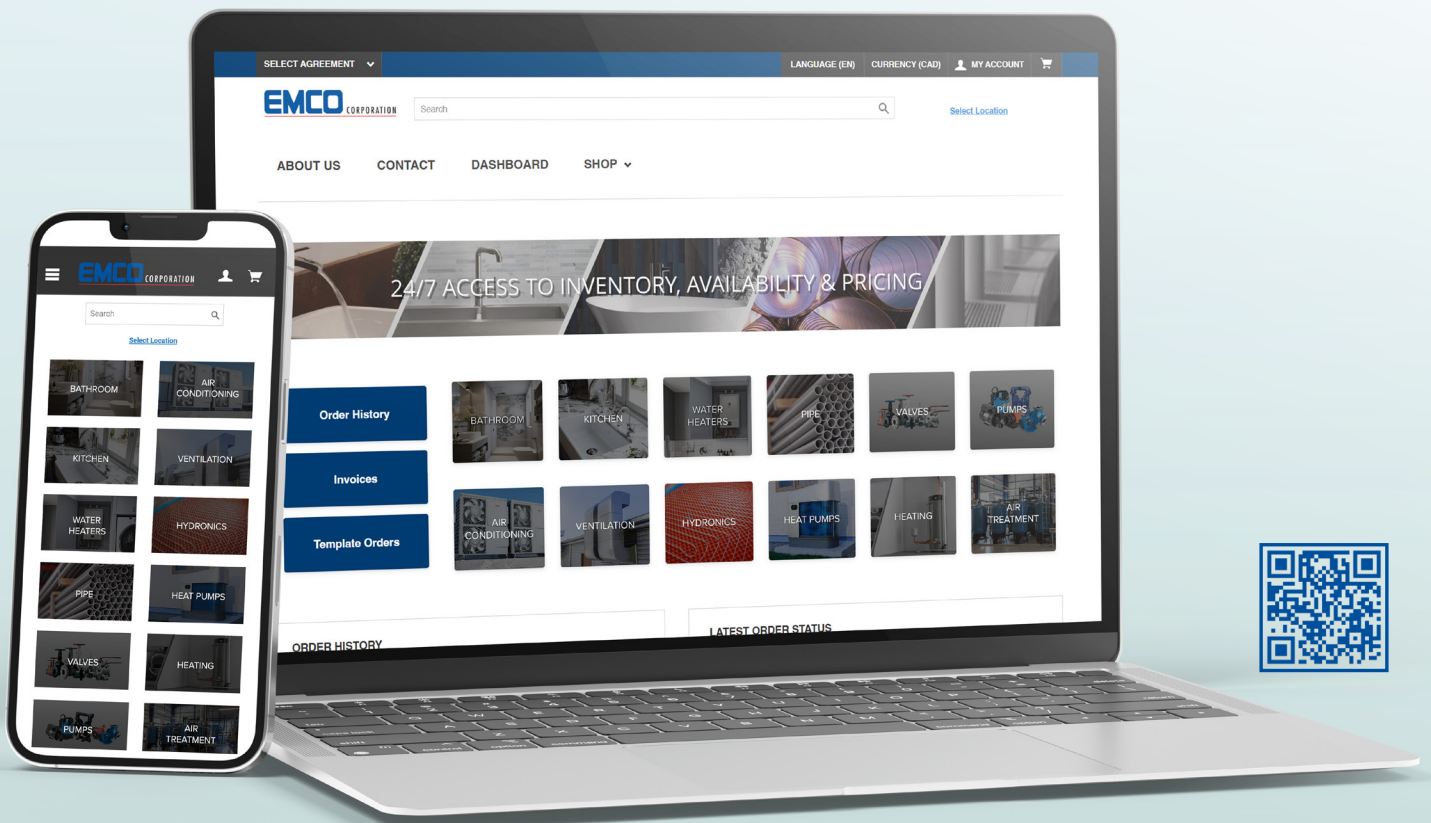 SELECT AGREEMENT
LANGUAGE (EN)
CURRENCY (CAD)
MY ACCOUNT
EMCO CORPORATION
Search
Select Location
ABOUT US
CONTACT
DASHBOARD
SHOP
24/7 ACCESS TO INVENTORY, AVAILABILITY & PRICING
Order History
Invoices
Template Orders
BATHROOM
KITCHEN
WATER
HEATERS
PIPE
VALVES
PUMPS
AIR
CONDITIONING
VENTILATION
HYDRONICS
HEAT PUMPS
HEATING
AIR
TREATMENT
ORDER HISTORY
LATEST ORDER STATUS
EMCO CORPORATION
Search
Select Location
BATHROOM
AIR
CONDITIONING
KITCHEN
VENTILATION
WATER
HEATERS
HYDRONICS
PIPE
HEAT PUMPS
VALVES
HEATING
PUMPS
AIR
TREATMENT